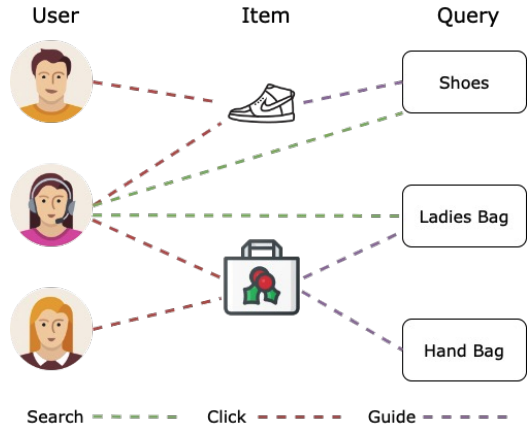 User Item Query
Shoes
Ladies Bag
Hand Bag
Search Click Guide